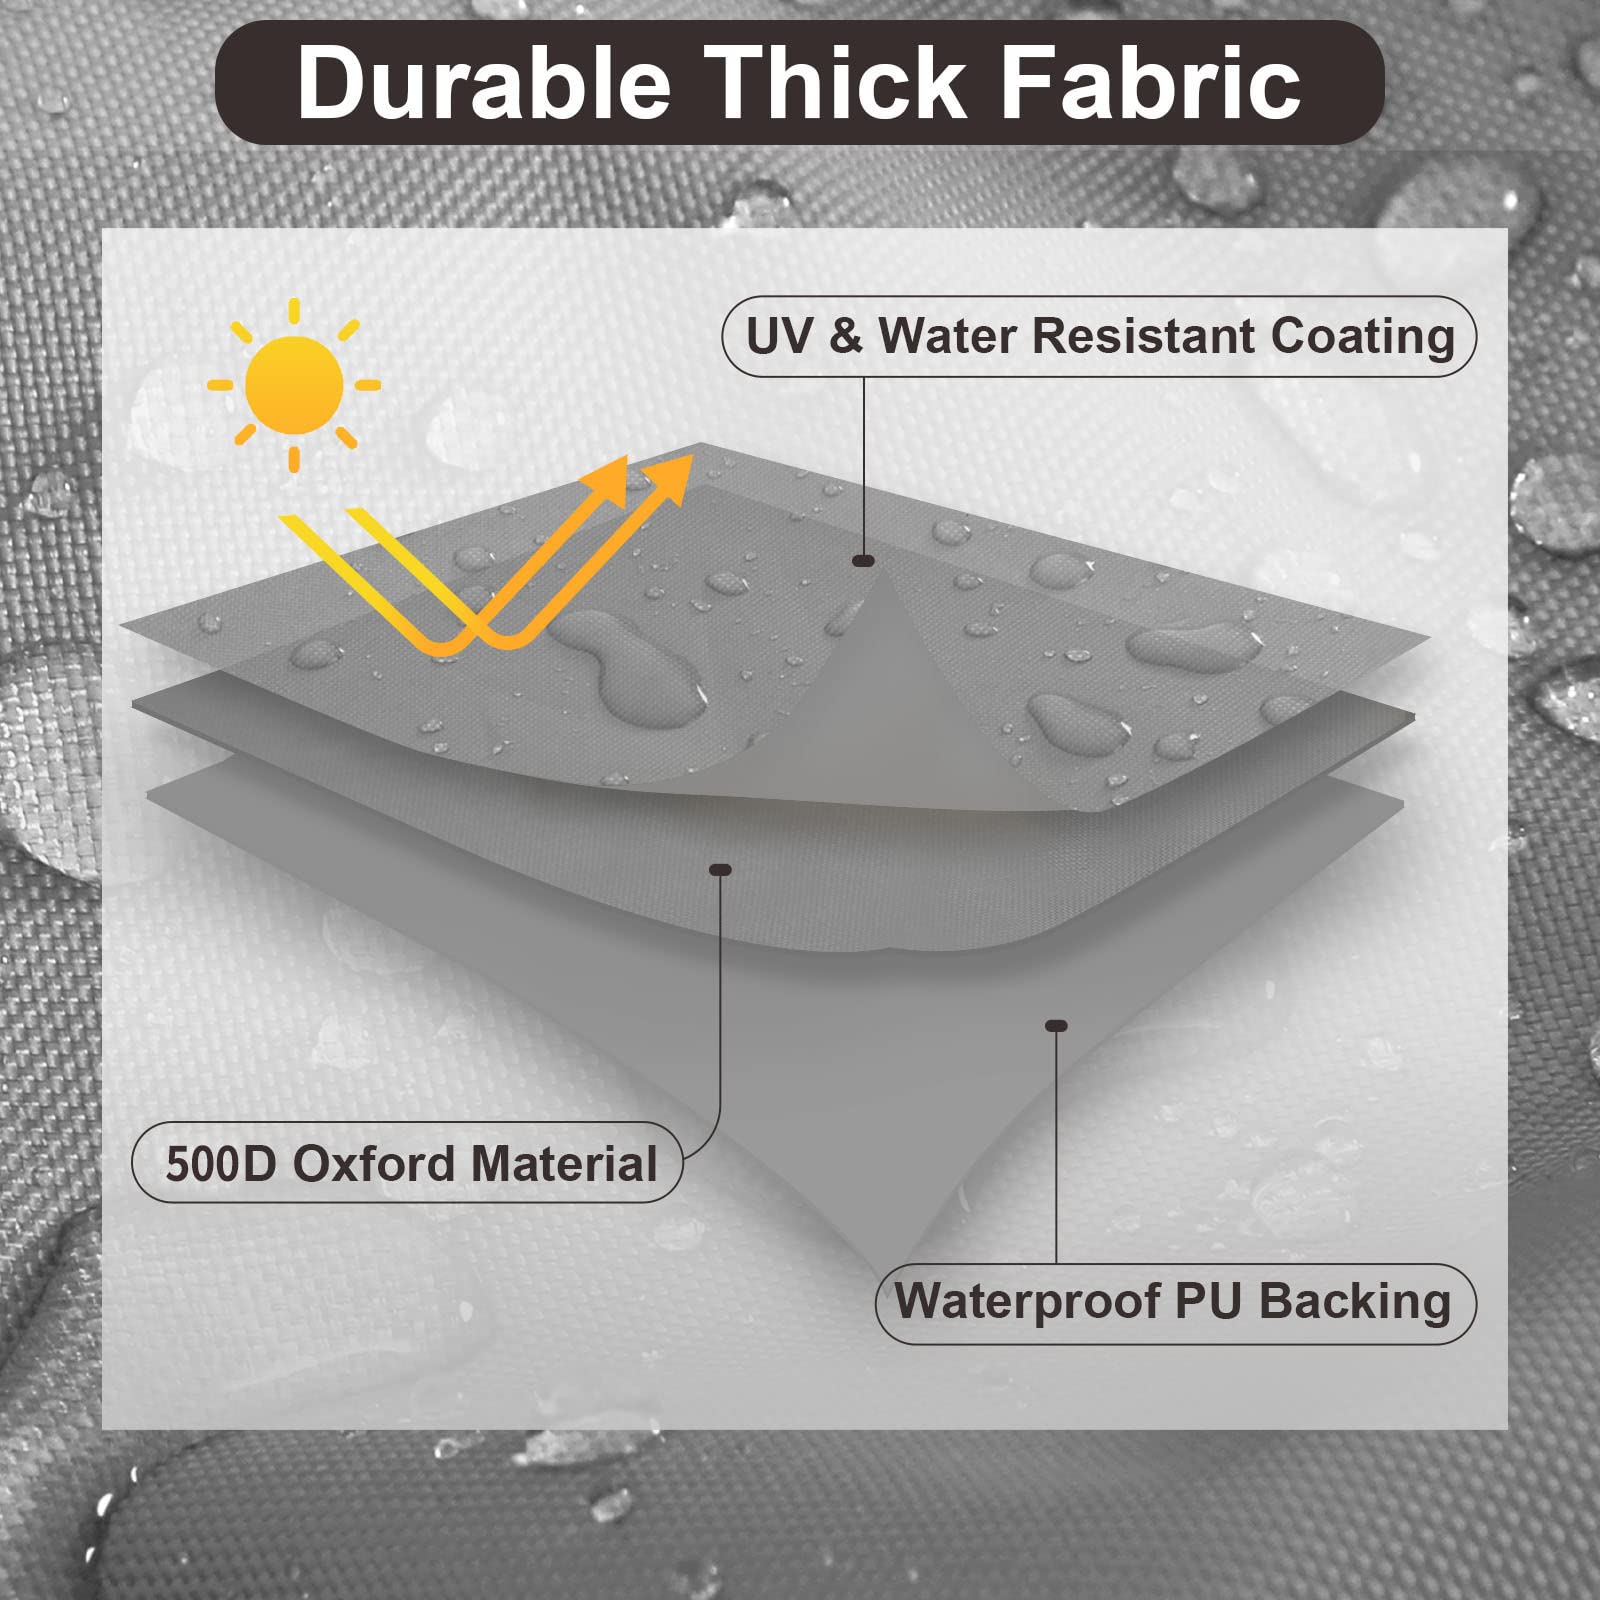 Durable Thick Fabric
UV & Water Resistant Coating
500D Oxford Material
Waterproof PU Backing